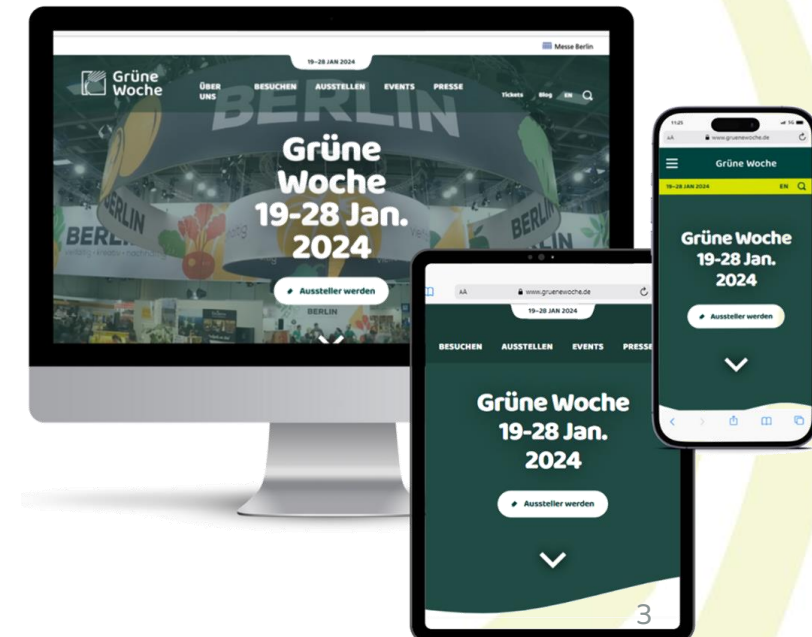 Messe Berlin
19–28 JAN 2024
Grüne
Woche
ÜBER
UNS
BESUCHEN
AUSSTELLEN
EVENTS
PRESSE
Tickets
Blog
EN
BERLIN
Grüne
Woche
19-28 Jan.
2024
BERLIN
BERLIN
BERLIN
Aussteller werden
BERLIN
AA
www.gruenewoche.de
19–28 JAN 2024
BESUCHEN
AUSSTELLEN
EVENTS
PRESSE
Grüne Woche
19-28 Jan.
2024
Aussteller werden
11:25
5G
AA
www.gruenewoche.de
Grüne Woche
19–28 JAN 2024
EN
Grüne Woche
19-28 Jan.
2024
Aussteller werden
3